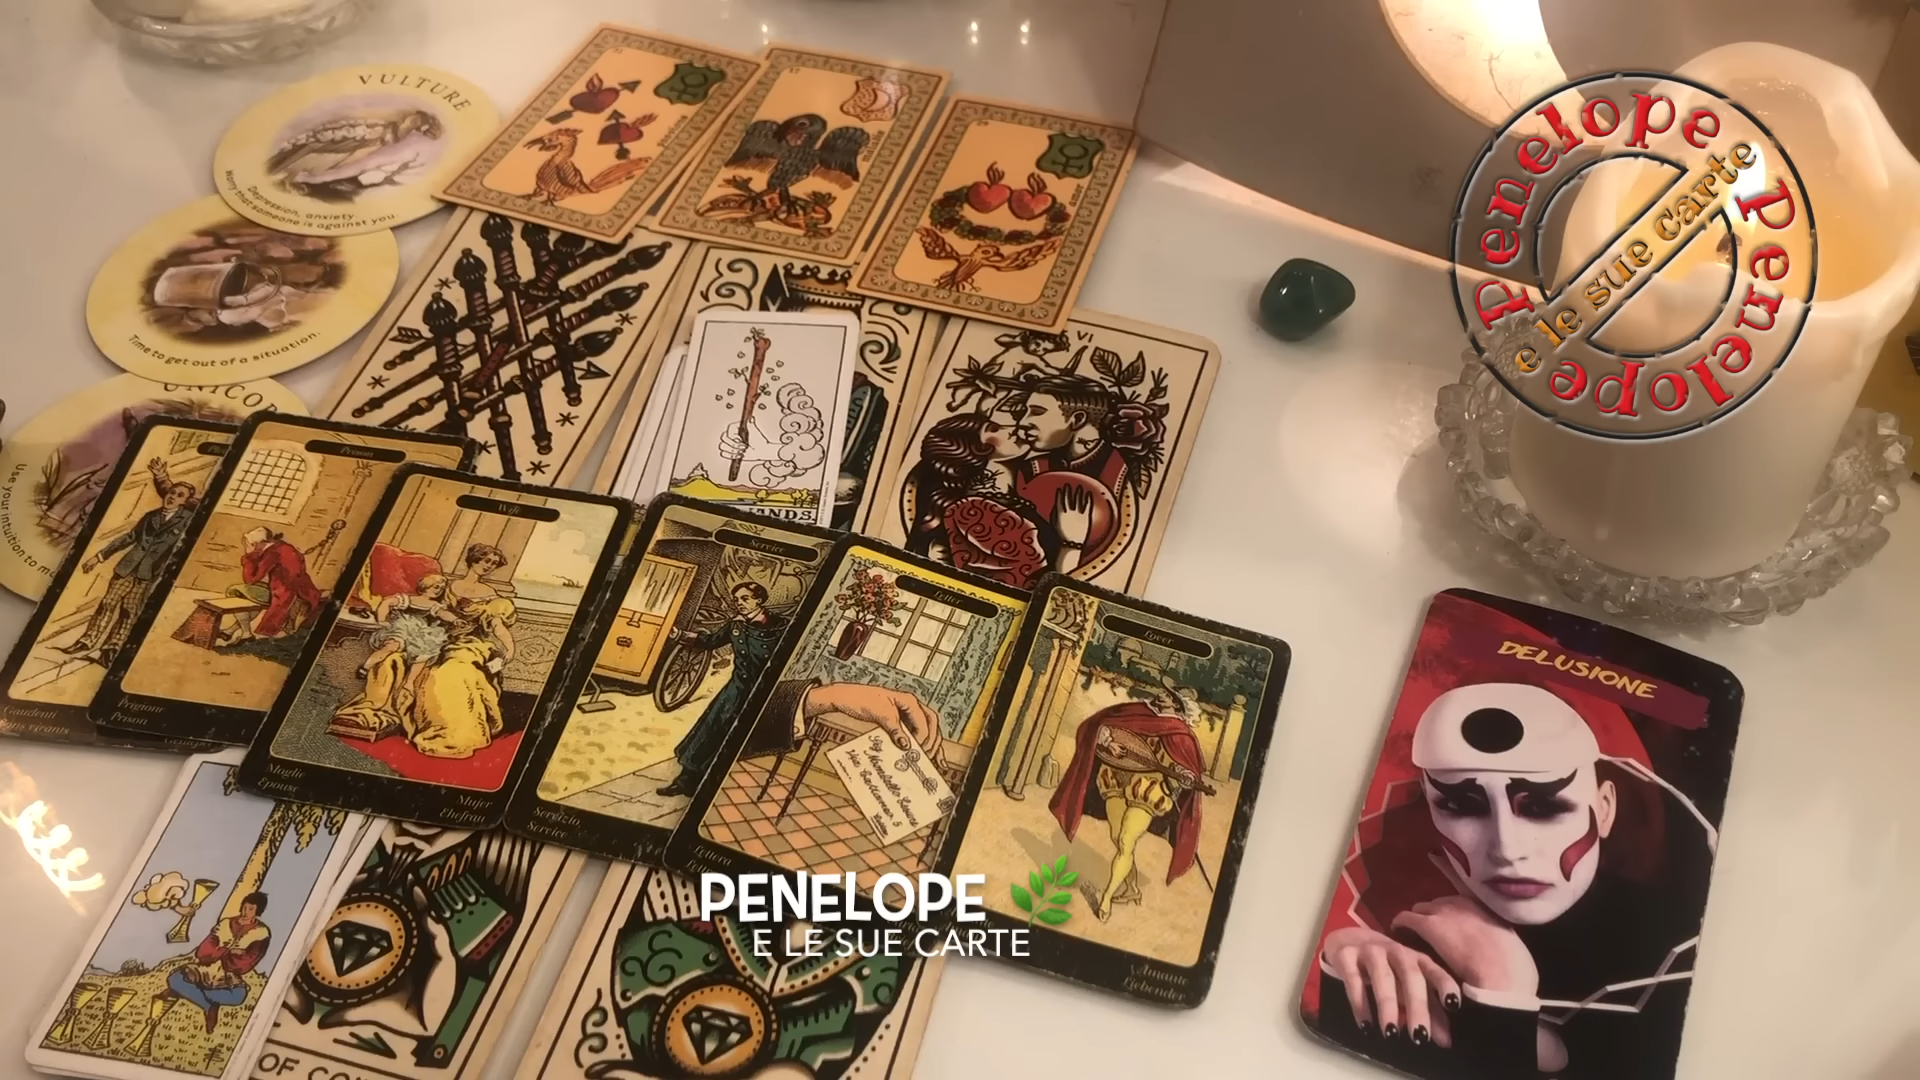 VULTURE
Depression, anxiety
Worry that someone is against you.
Time to get out of a situation.
UNICOR
Use your intuition to m
Penelope
e le sue carte
Penelope
VI
WANDS
Prison
Wife
Service
Letter
Lover
Gaudenti
Prigione
Prison
Moglie
Epouse
Mujer
Ehefrau
Servizio
Service
Lettera
Amante
Liebender
DELUSIONE
PENELOPE
E LE SUE CARTE
OF CO